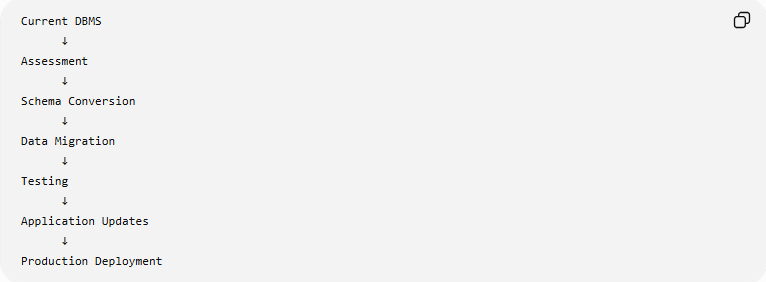 Current DBMS
↓
Assessment
↓
Schema Conversion
↓
Data Migration
↓
Testing
↓
Application Updates
↓
Production Deployment